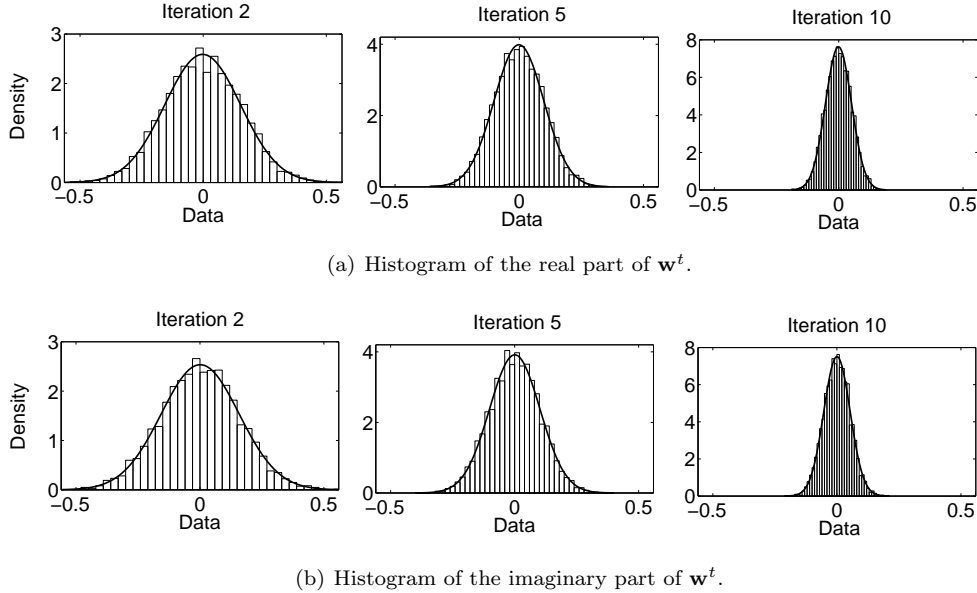 Iteration 2
Iteration 5
Iteration 10
3
2
1
0
Density
−0.5
0
0.5
Data
4
2
0
−0.5
0
0.5
Data
8
6
4
2
0
−0.5
0
0.5
Data
(a) Histogram of the real part of w^t.
Iteration 2
Iteration 5
Iteration 10
3
2
1
0
Density
−0.5
0
0.5
Data
4
2
0
−0.5
0
0.5
Data
8
6
4
2
0
−0.5
0
0.5
Data
(b) Histogram of the imaginary part of w^t.